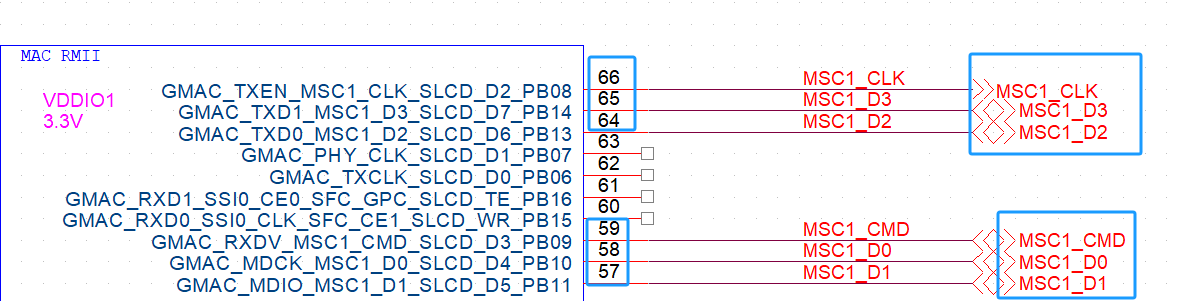 MAC RMII
VDDIO1
3.3V
GMAC_TXEN_MSC1_CLK_SLCD_D2_PB08 66 MSC1_CLK MSC1_CLK
GMAC_TXD1_MSC1_D3_SLCD_D7_PB14 65 MSC1_D3 MSC1_D3
GMAC_TXD0_MSC1_D2_SLCD_D6_PB13 64 MSC1_D2 MSC1_D2
GMAC_PHY_CLK_SLCD_D1_PB07 63
GMAC_TXCLK_SLCD_D0_PB06 62
GMAC_RXD1_SSI0_CE0_SFC_GPC_SLCD_TE_PB16 61
GMAC_RXD0_SSI0_CLK_SFC_CE1_SLCD_WR_PB15 60
GMAC_RXDV_MSC1_CMD_SLCD_D3_PB09 59 MSC1_CMD MSC1_CMD
GMAC_MDCK_MSC1_D0_SLCD_D4_PB10 58 MSC1_D0 MSC1_D0
GMAC_MDIO_MSC1_D1_SLCD_D5_PB11 57 MSC1_D1 MSC1_D1